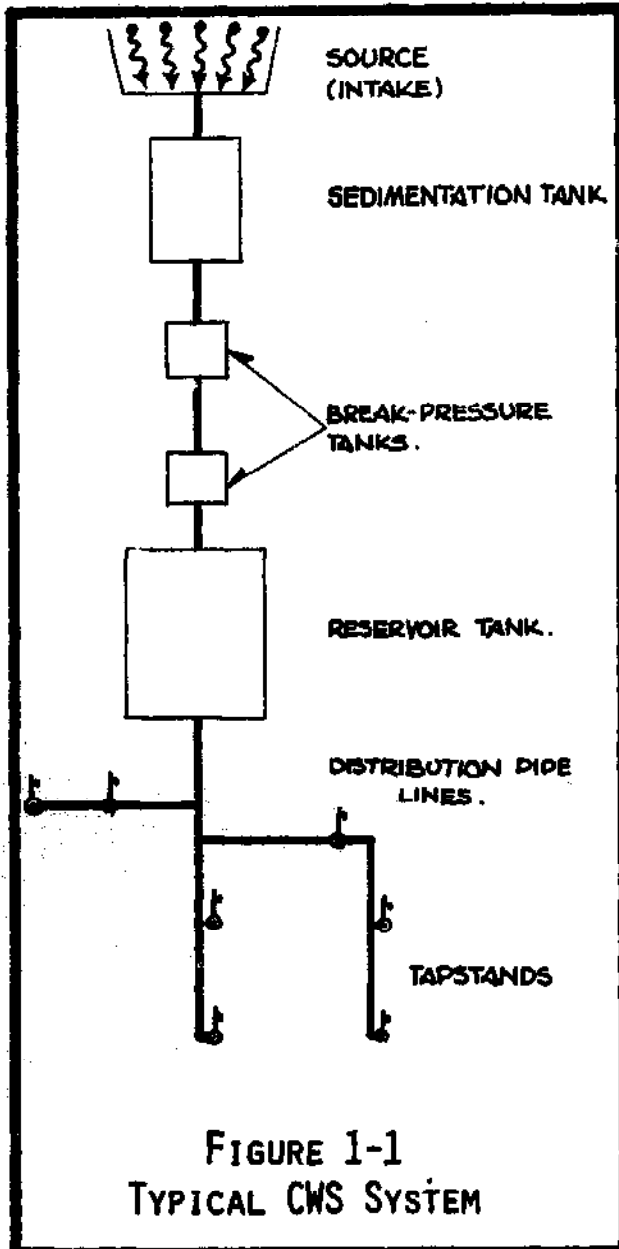 SOURCE
(INTAKE)
SEDIMENTATION TANK
BREAK-PRESSURE
TANKS.
RESERVOIR TANK.
DISTRIBUTION PIPE
LINES.
TAPSTANDS
FIGURE 1-1
TYPICAL CWS SYSTEM